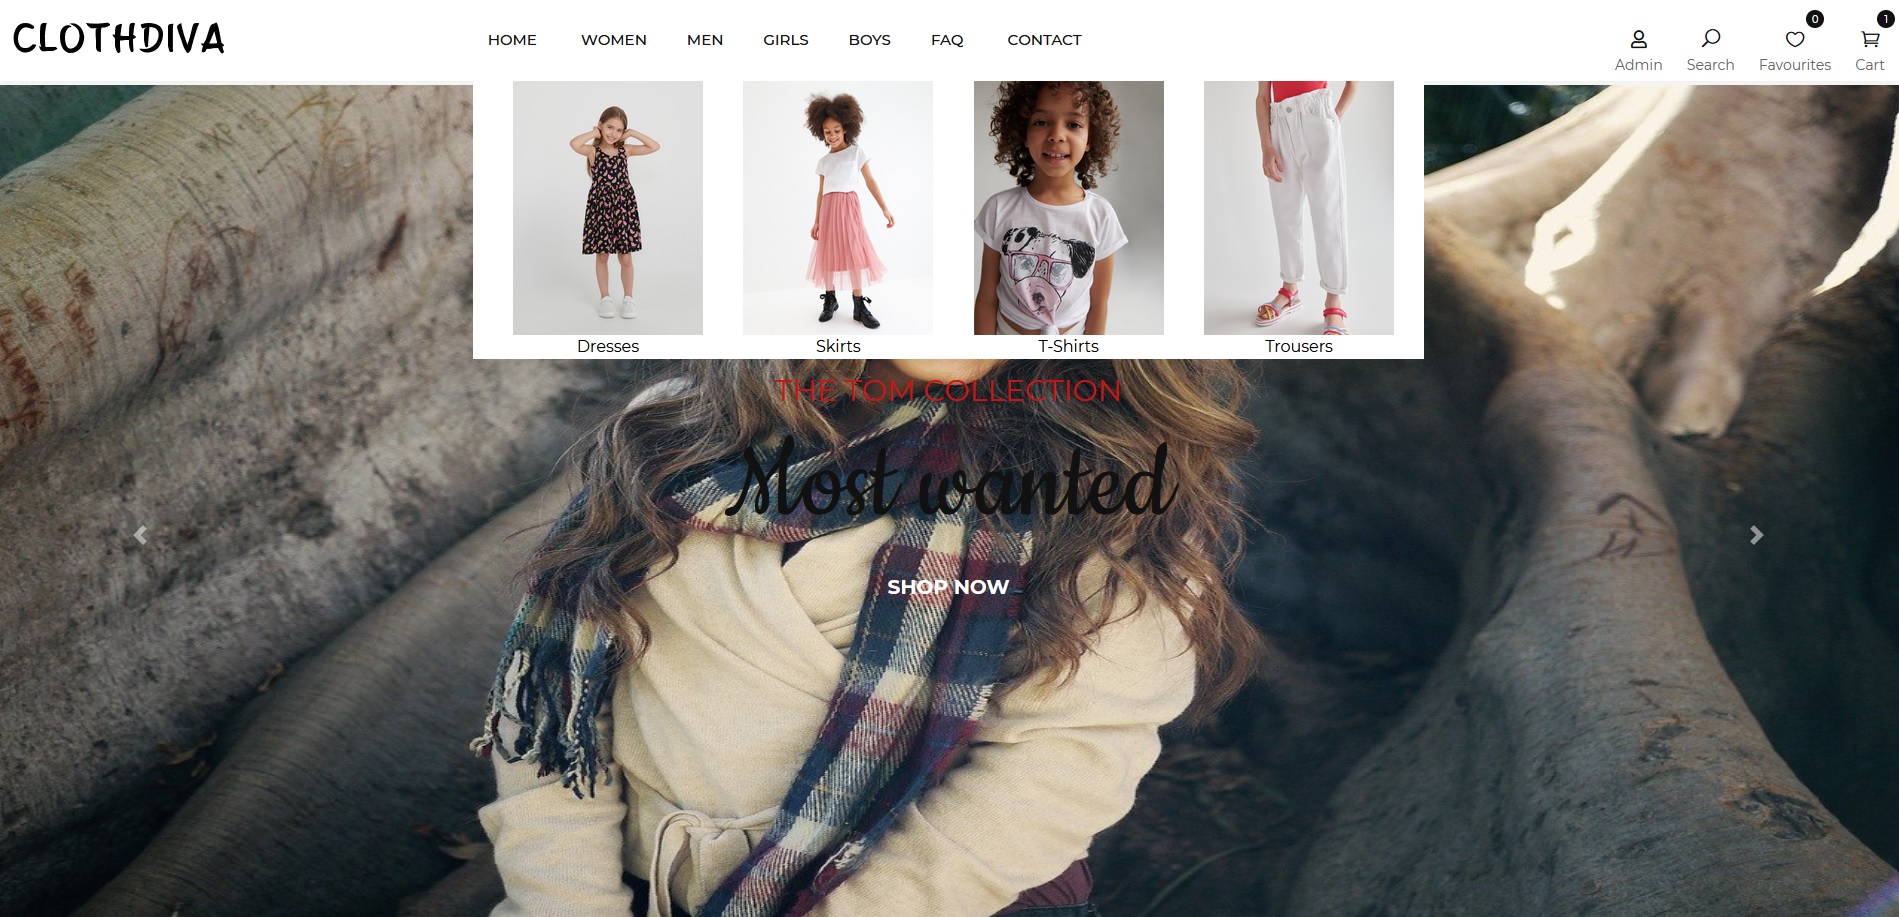 CLOTHDIVA
HOME WOMEN MEN GIRLS BOYS FAQ CONTACT
0 1
Admin Search Favourites Cart
Dresses Skirts T-Shirts Trousers
THE TOM COLLECTION
Most wanted
SHOP NOW